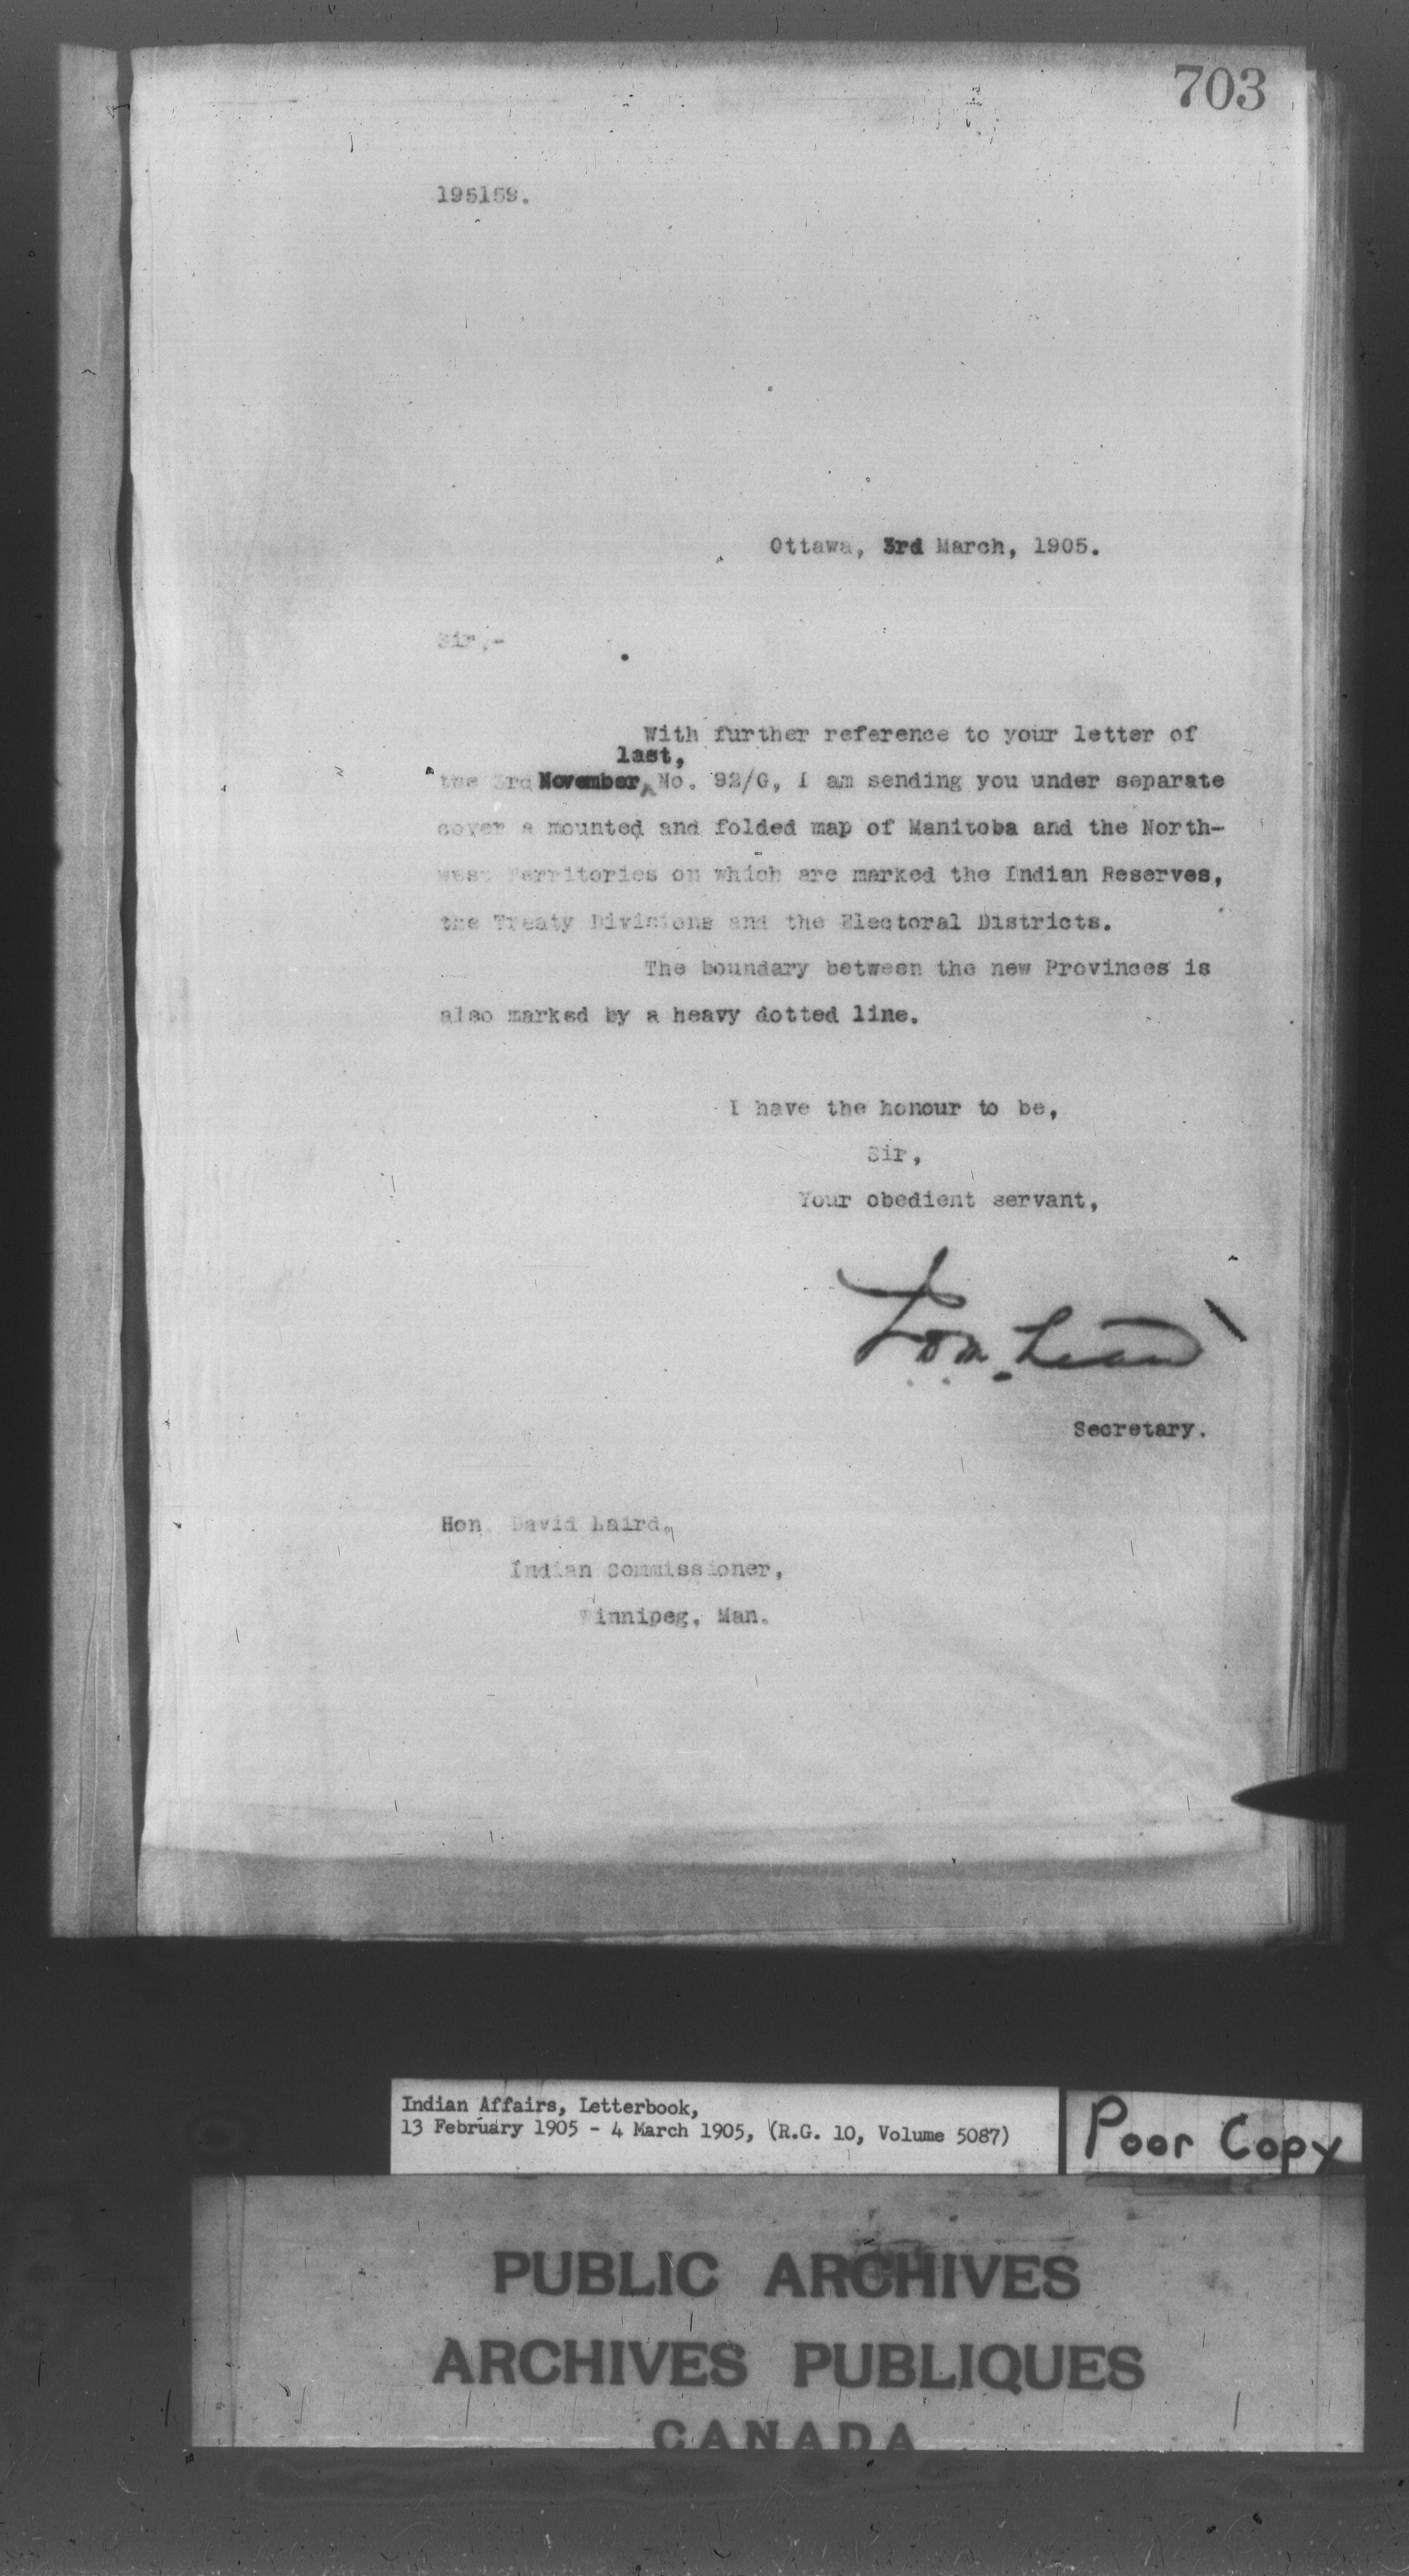 703
195158.
Ottawa, 3rd March, 1905.
Sir,-
With further reference to your letter of
last,
the 3rd November, No. 92/G, I am sending you under separate
cover a mounted and folded map of Manitoba and the North-
west Territories on which are marked the Indian Reserves,
the Treaty Divisions and the Electoral Districts.
The boundary between the new Provinces is
also marked by a heavy dotted line.
I have the honour to be,
Sir,
Your obedient servant,
Secretary.
Hon. David Laird,
Indian Commissioner,
Winnipeg, Man.
Indian Affairs, Letterbook,
13 February 1905 - 4 March 1905, (R.G. 10, Volume 5087)
Poor Copy
PUBLIC ARCHIVES
ARCHIVES PUBLIQUES
CANADA